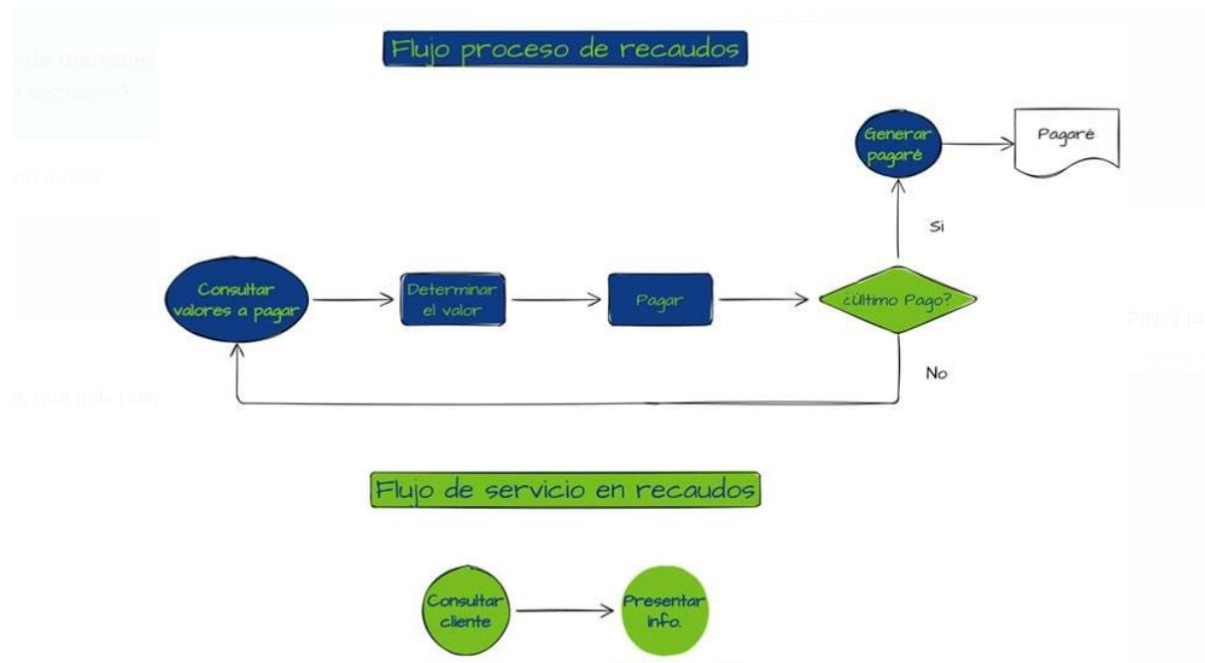 Flujo proceso de recaudos
Generar
pagaré
Pagaré
Si
Consultar
valores a pagar
Determinar
el valor
Pagar
¿Último Pago?
No
Flujo de servicio en recaudos
Consultar
cliente
Presentar
info.